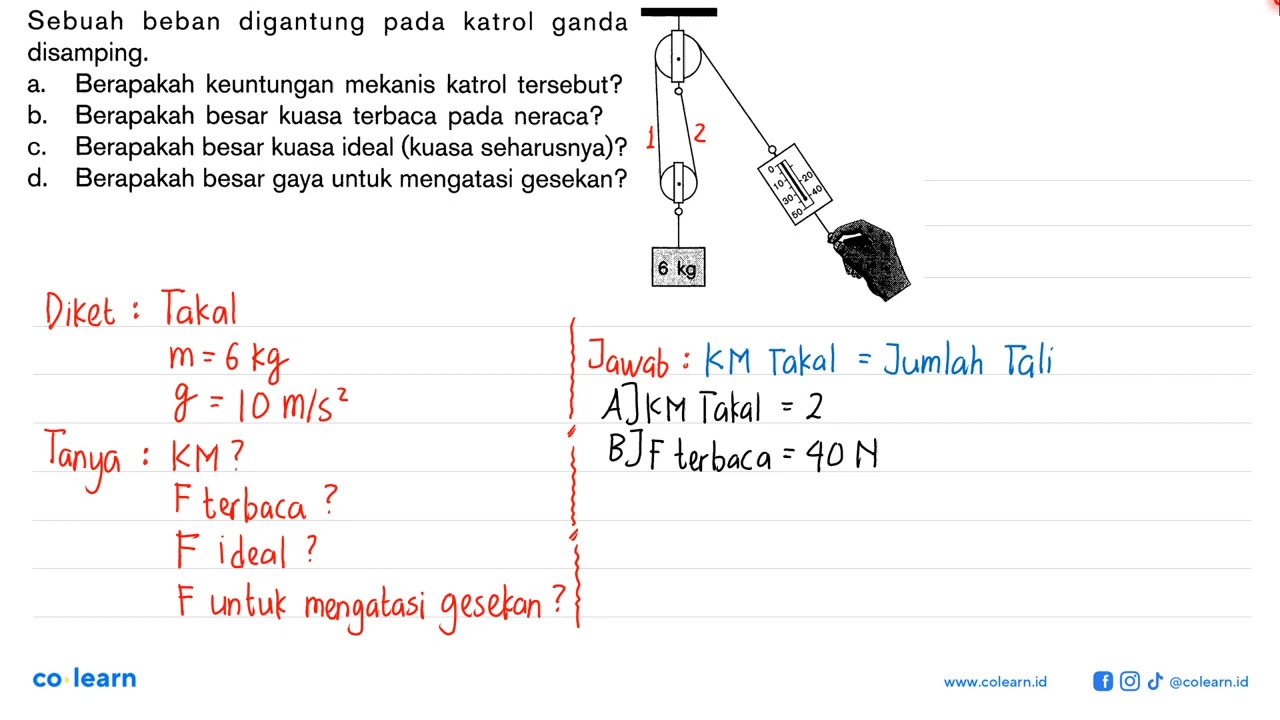 Sebuah beban digantung pada katrol ganda
disamping.
a. Berapakah keuntungan mekanis katrol tersebut?
b. Berapakah besar kuasa terbaca pada neraca?
c. Berapakah besar kuasa ideal (kuasa seharusnya)?
d. Berapakah besar gaya untuk mengatasi gesekan?
1 2
0
10 20
30 40
50
6 kg
Diket : Takal
m = 6 kg
g = 10 m/s²
Tanya : KM ?
F terbaca ?
F ideal ?
F untuk mengatasi gesekan ?
Jawab : KM Takal = Jumlah Tali
A] KM Takal = 2
B] F terbaca = 40 N
co·learn
www.colearn.id
@colearn.id